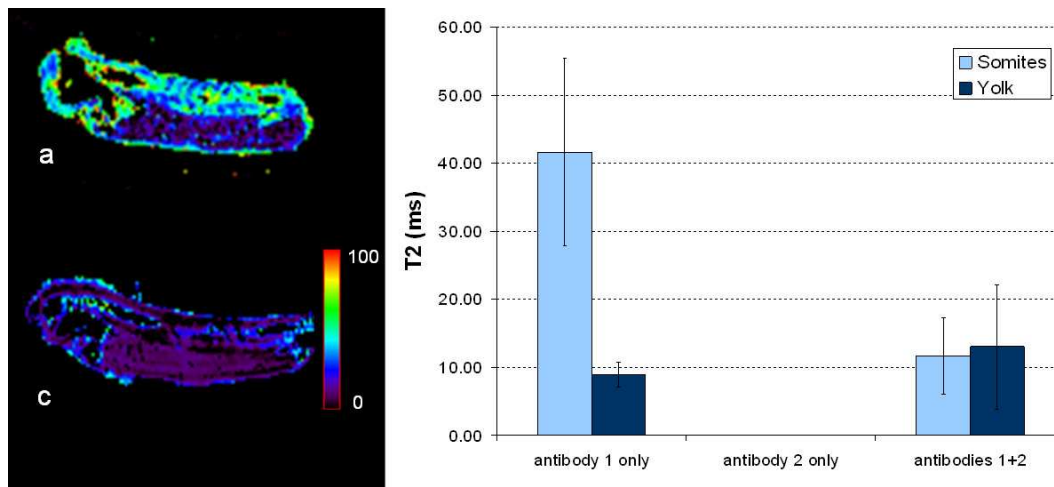 a
c
100
0
60.00
50.00
40.00
30.00
20.00
10.00
0.00
T2 (ms)
Somites
Yolk
antibody 1 only
antibody 2 only
antibodies 1+2